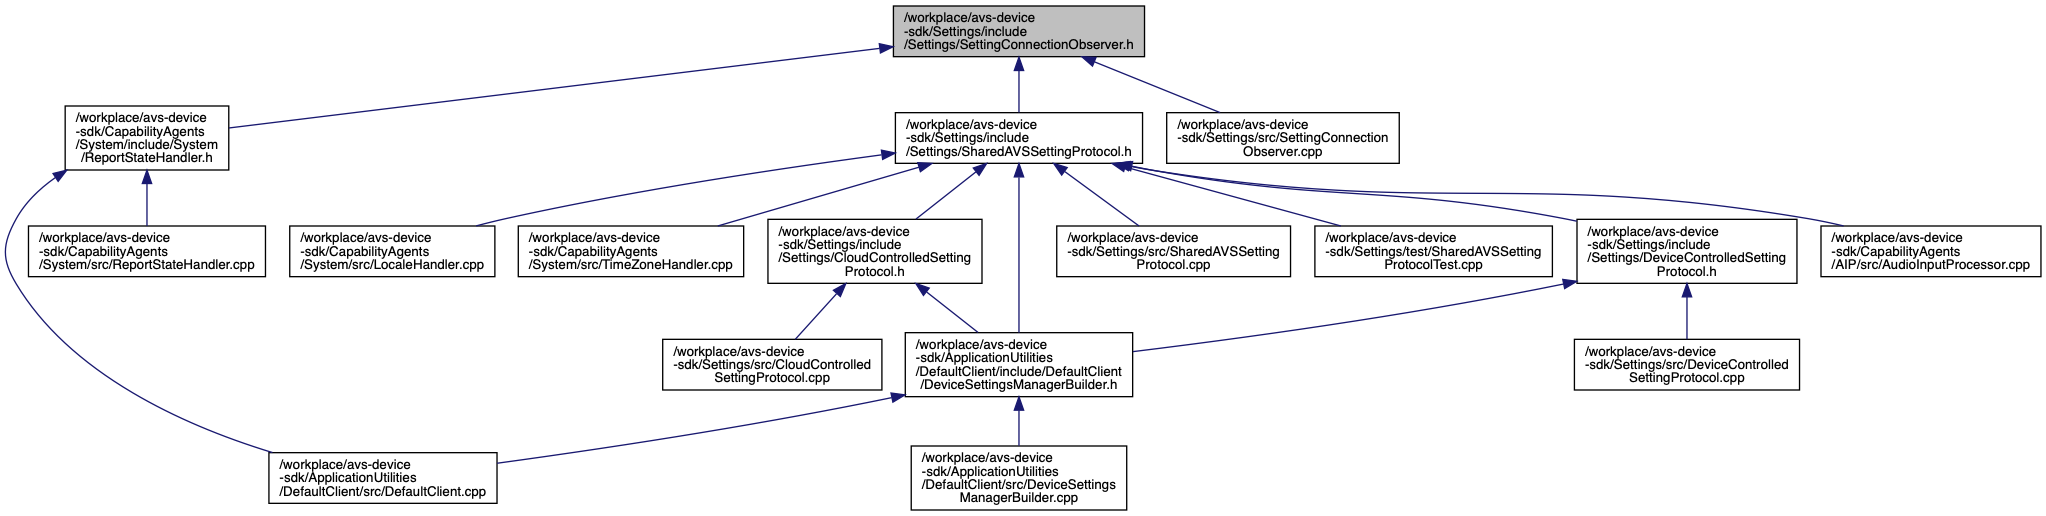 /workplace/avs-device
-sdk/Settings/include
/Settings/SettingConnectionObserver.h
/workplace/avs-device
-sdk/CapabilityAgents
/System/include/System
/ReportStateHandler.h
/workplace/avs-device
-sdk/Settings/include
/Settings/SharedAVSSettingProtocol.h
/workplace/avs-device
-sdk/Settings/src/SettingConnection
Observer.cpp
/workplace/avs-device
-sdk/CapabilityAgents
/System/src/ReportStateHandler.cpp
/workplace/avs-device
-sdk/CapabilityAgents
/System/src/LocaleHandler.cpp
/workplace/avs-device
-sdk/CapabilityAgents
/System/src/TimeZoneHandler.cpp
/workplace/avs-device
-sdk/Settings/include
/Settings/CloudControlledSetting
Protocol.h
/workplace/avs-device
-sdk/Settings/src/SharedAVSSetting
Protocol.cpp
/workplace/avs-device
-sdk/Settings/test/SharedAVSSetting
ProtocolTest.cpp
/workplace/avs-device
-sdk/Settings/include
/Settings/DeviceControlledSetting
Protocol.h
/workplace/avs-device
-sdk/CapabilityAgents
/AIP/src/AudioInputProcessor.cpp
/workplace/avs-device
-sdk/Settings/src/CloudControlled
SettingProtocol.cpp
/workplace/avs-device
-sdk/ApplicationUtilities
/DefaultClient/include/DefaultClient
/DeviceSettingsManagerBuilder.h
/workplace/avs-device
-sdk/Settings/src/DeviceControlled
SettingProtocol.cpp
/workplace/avs-device
-sdk/ApplicationUtilities
/DefaultClient/src/DefaultClient.cpp
/workplace/avs-device
-sdk/ApplicationUtilities
/DefaultClient/src/DeviceSettings
ManagerBuilder.cpp